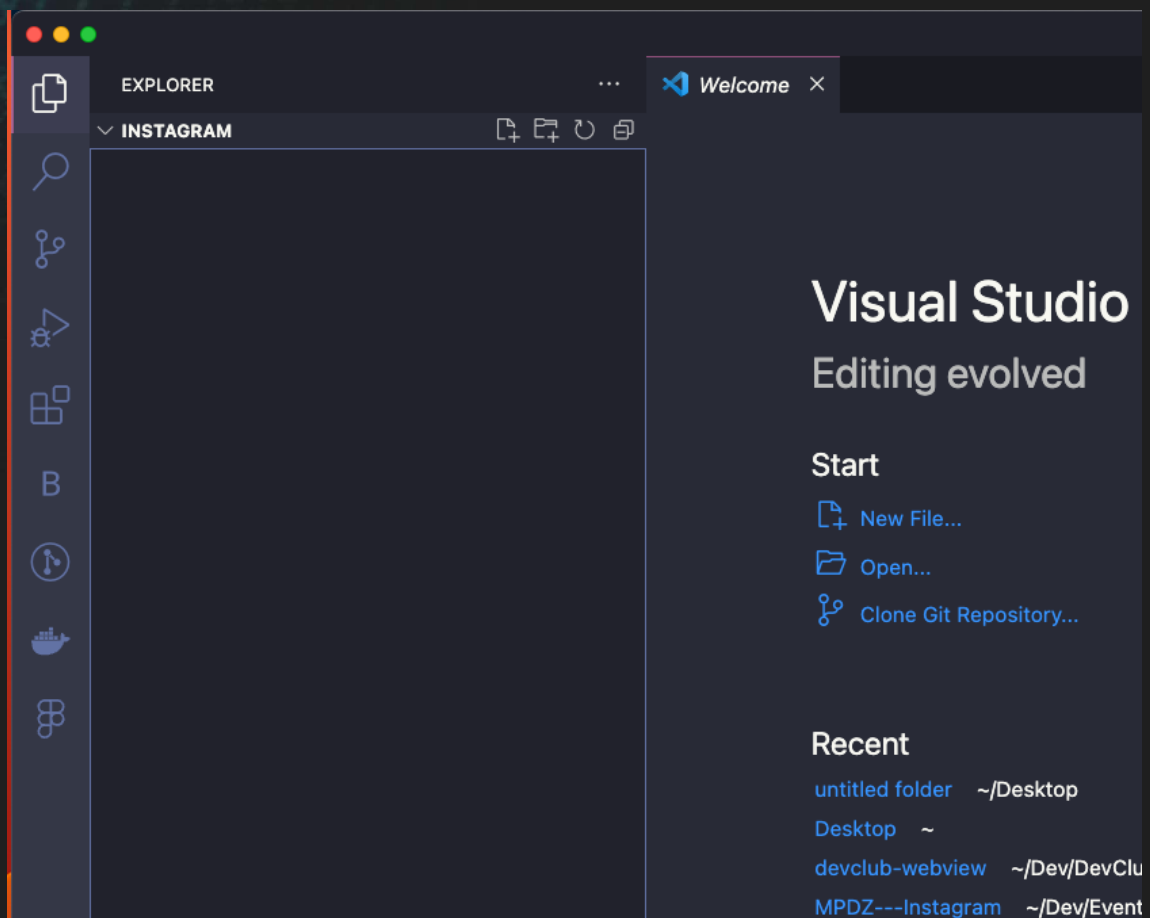 EXPLORER
Welcome
INSTAGRAM
Visual Studio
Editing evolved
Start
New File...
Open...
Clone Git Repository...
B
Recent
untitled folder ~/Desktop
Desktop ~
devclub-webview ~/Dev/DevClu
MPDZ---Instagram ~/Dev/Event